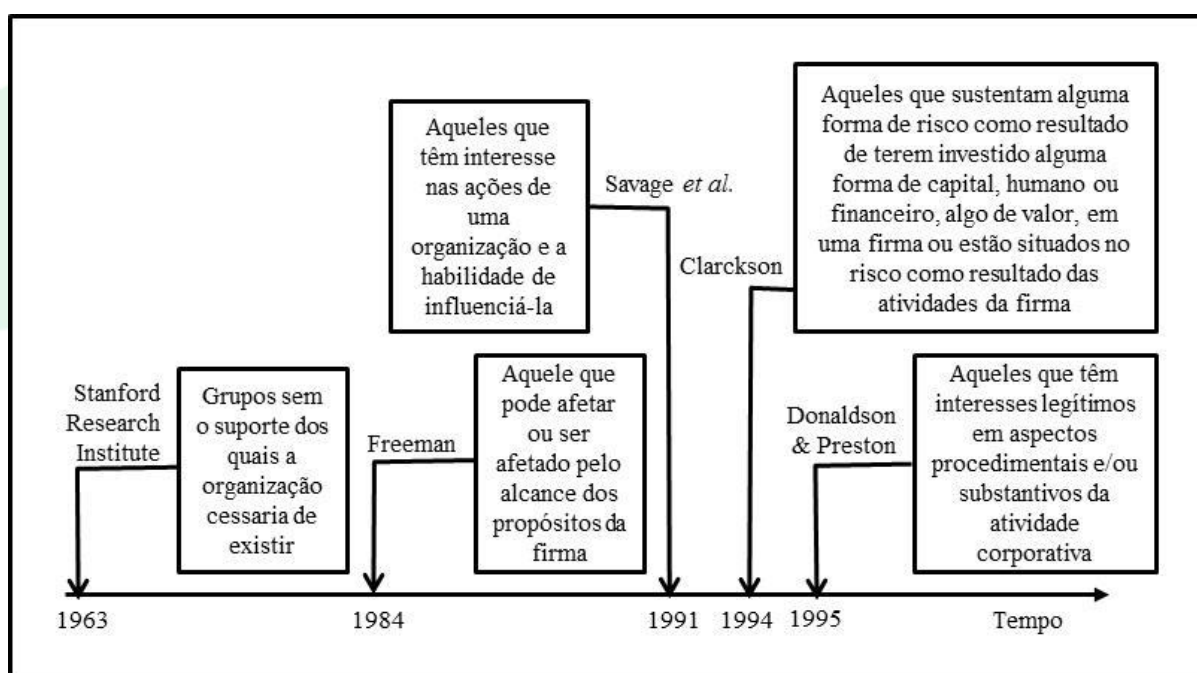 Stanford
Research
Institute
Grupos sem
o suporte dos
quais a
organização
cessaria de
existir
Freeman
Aquele que
pode afetar
ou ser
afetado pelo
alcance dos
propósitos da
firma
Aqueles que
têm interesse
nas ações de
uma
organização e a
habilidade de
influenciá-la
Savage et al.
Clarckson
Aqueles que sustentam alguma
forma de risco como resultado
de terem investido alguma
forma de capital, humano ou
financeiro, algo de valor, em
uma firma ou estão situados no
risco como resultado das
atividades da firma
Donaldson
& Preston
Aqueles que têm
interesses legítimos
em aspectos
procedimentais e/ou
substantivos da
atividade
corporativa
1963
1984
1991
1994
1995
Tempo